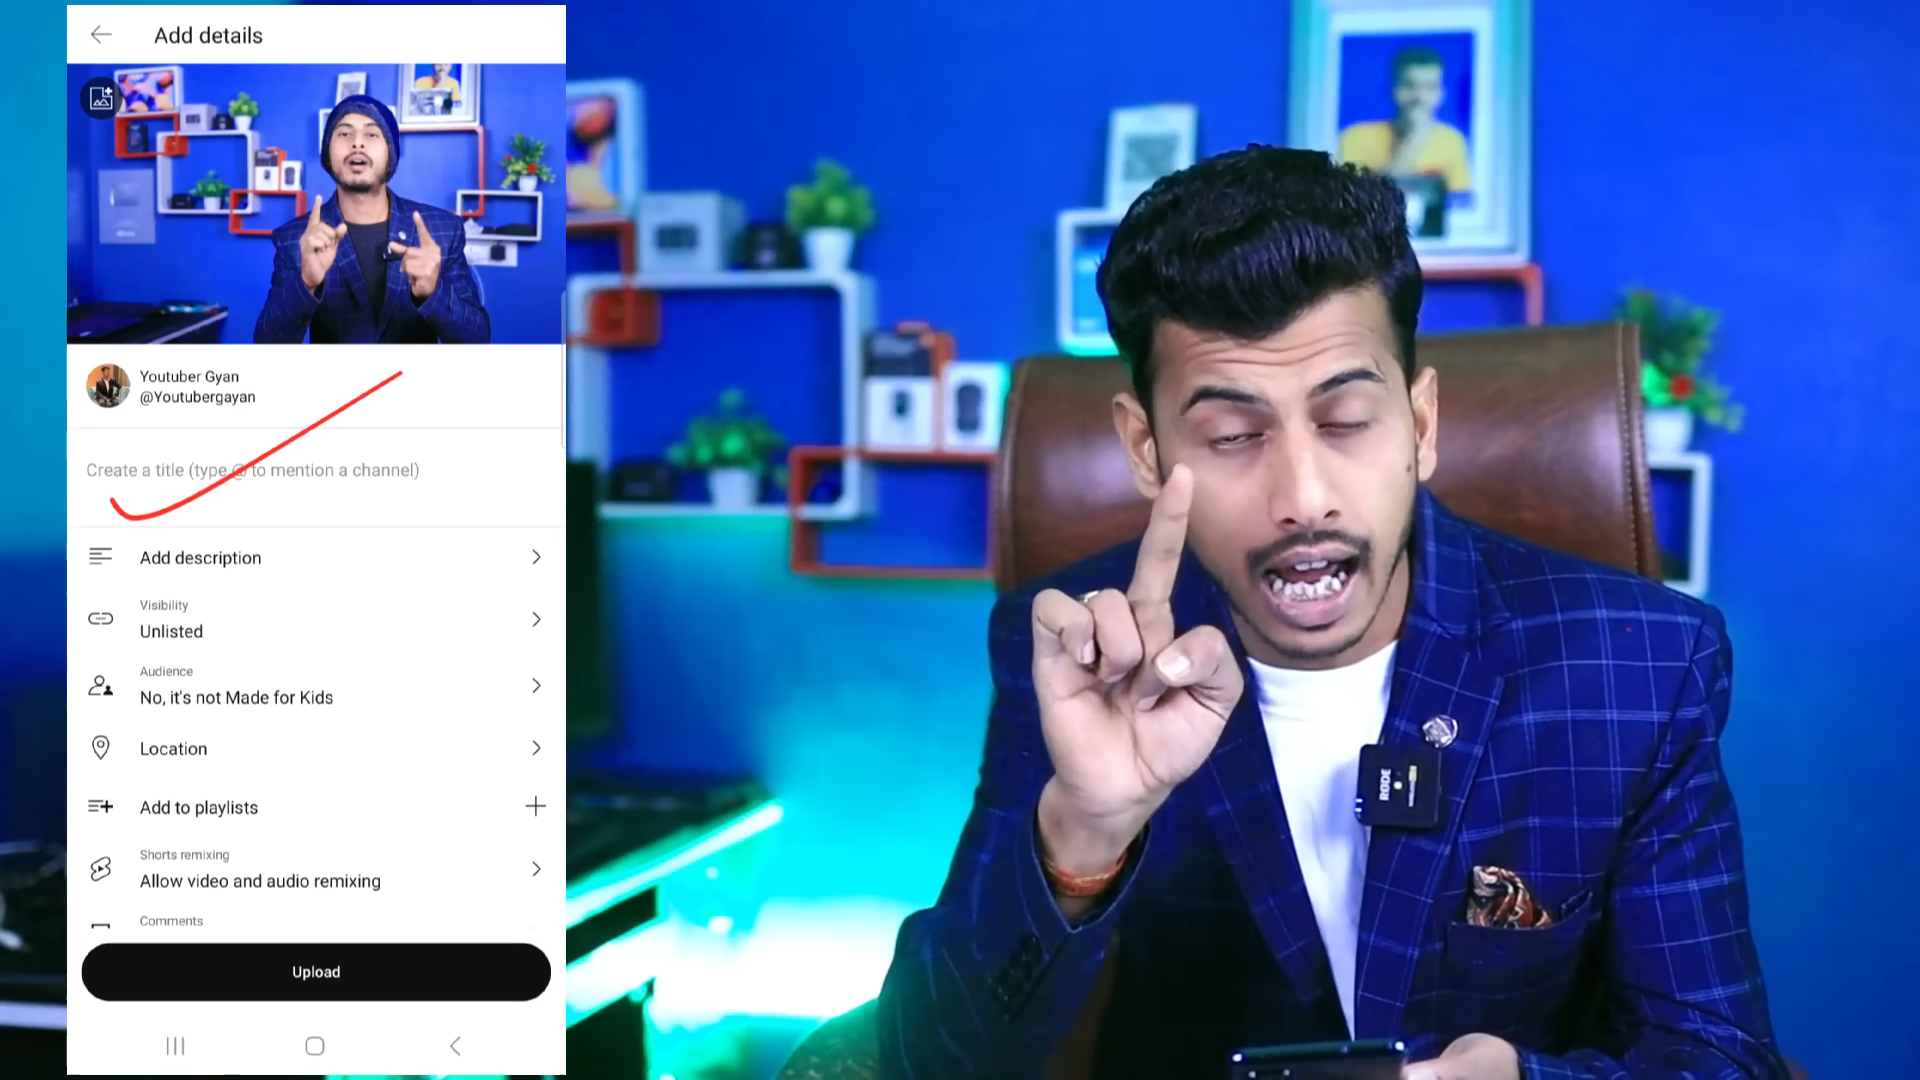 Add details
Youtuber Gyan
@Youtubergayan
Create a title (type @ to mention a channel)
Add description
Visibility
Unlisted
Audience
No, it's not Made for Kids
Location
Add to playlists
Shorts remixing
Allow video and audio remixing
Comments
Upload
RODE